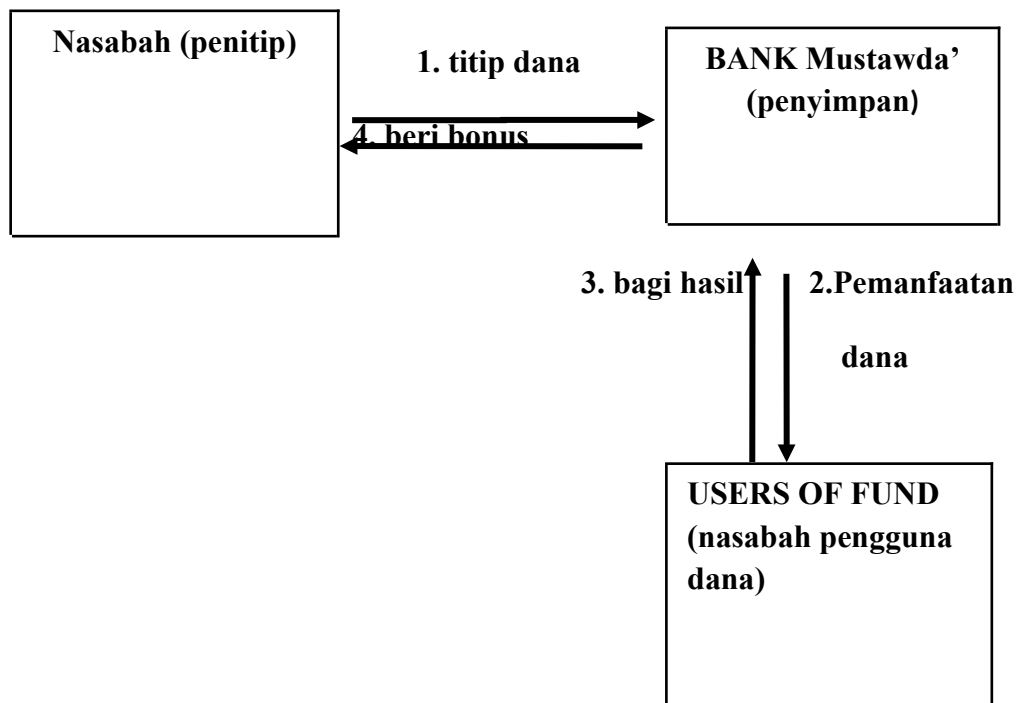 Nasabah (penitip)
1. titip dana
4. beri bonus
BANK Mustawda’
(penyimpan)
3. bagi hasil
2.Pemanfaatan
dana
USERS OF FUND
(nasabah pengguna
dana)